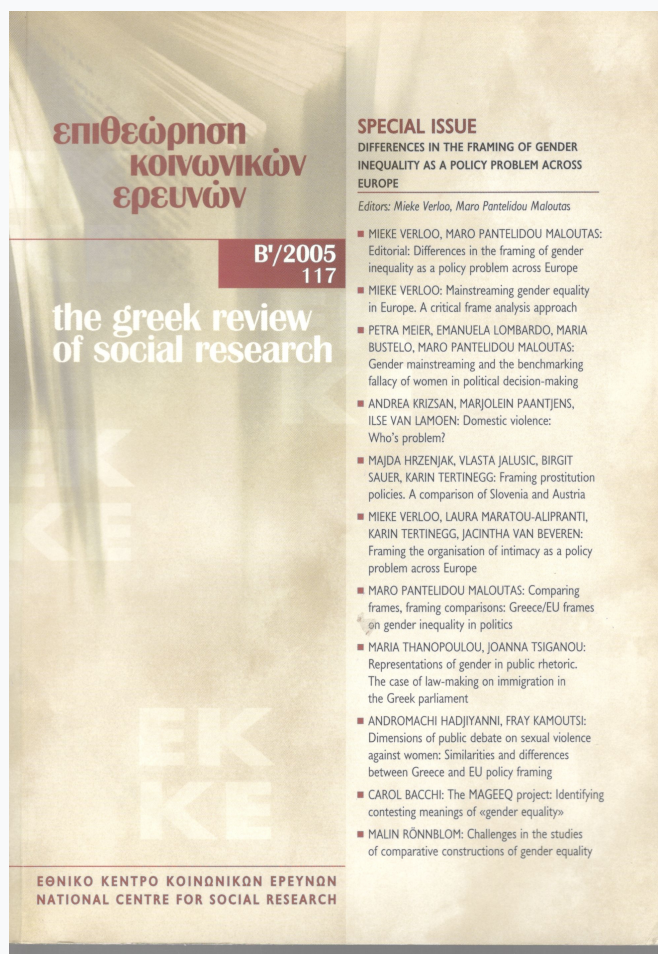 επιθεώρηση
κοινωνικών
ερευνών
Β'/2005
117
the greek review
of social research
SPECIAL ISSUE
DIFFERENCES IN THE FRAMING OF GENDER
INEQUALITY AS A POLICY PROBLEM ACROSS
EUROPE
Editors: Mieke Verloo, Maro Pantelidou Maloutas
■ MIEKE VERLOO, MARO PANTELIDOU MALOUTAS:
Editorial: Differences in the framing of gender
inequality as a policy problem across Europe
■ MIEKE VERLOO: Mainstreaming gender equality
in Europe. A critical frame analysis approach
■ PETRA MEIER, EMANUELA LOMBARDO, MARIA
BUSTELO, MARO PANTELIDOU MALOUTAS:
Gender mainstreaming and the benchmarking
fallacy of women in political decision-making
■ ANDREA KRIZSAN, MARJOLEIN PAANTJENS,
ILSE VAN LAMOEN: Domestic violence:
Who's problem?
■ MAJDA HRZENJAK, VLASTA JALUSIC, BIRGIT
SAUER, KARIN TERTINEGG: Framing prostitution
policies. A comparison of Slovenia and Austria
■ MIEKE VERLOO, LAURA MARATOU-ALIPRANTI,
KARIN TERTINEGG, JACINTHA VAN BEVEREN:
Framing the organisation of intimacy as a policy
problem across Europe
■ MARO PANTELIDOU MALOUTAS: Comparing
frames, framing comparisons: Greece/EU frames
on gender inequality in politics
■ MARIA THANOPOULOU, JOANNA TSIGANOU:
Representations of gender in public rhetoric.
The case of law-making on immigration in
the Greek parliament
■ ANDROMACHI HADJIYANNI, FRAY KAMOUTSI:
Dimensions of public debate on sexual violence
against women: Similarities and differences
between Greece and EU policy framing
■ CAROL BACCHI: The MAGEEQ project: Identifying
contesting meanings of «gender equality»
■ MALIN RÖNNBLOM: Challenges in the studies
of comparative constructions of gender equality
ΕΚ
ΚΕ
ΕΚ
ΚΕ
ΕΘΝΙΚΟ ΚΕΝΤΡΟ ΚΟΙΝΩΝΙΚΩΝ ΕΡΕΥΝΩΝ
NATIONAL CENTRE FOR SOCIAL RESEARCH